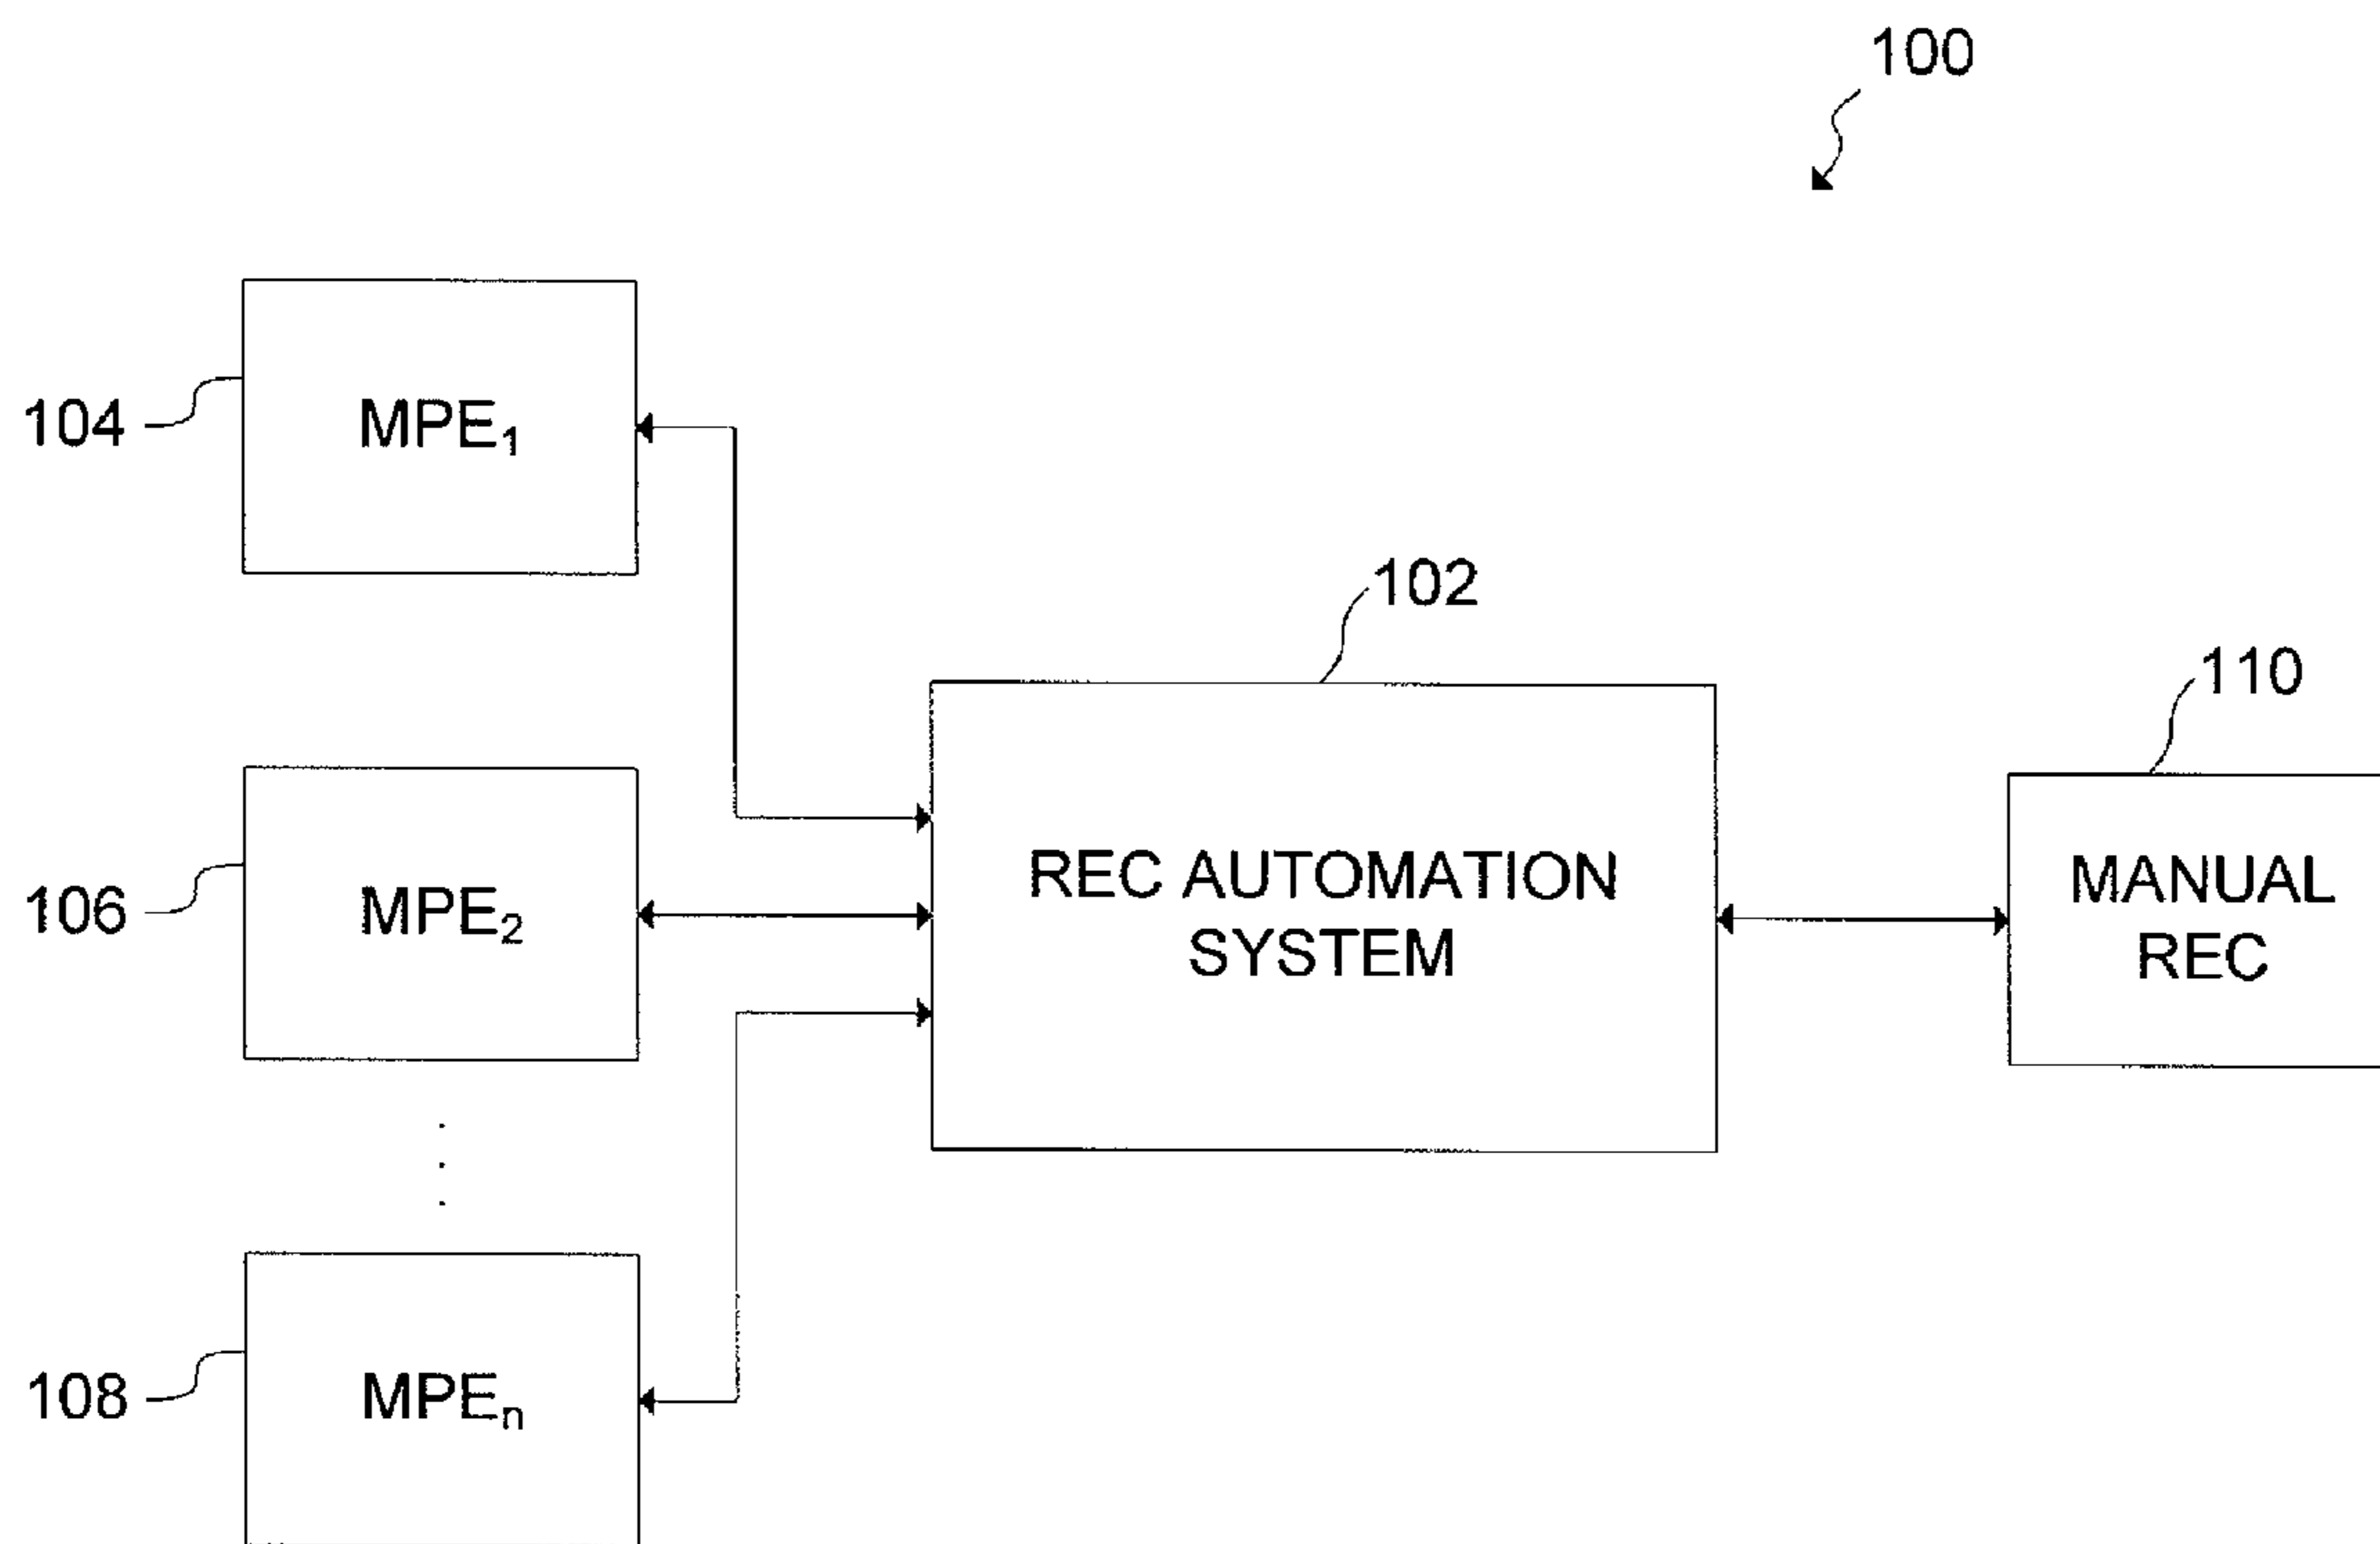 100
104
MPE₁
102
110
REC AUTOMATION
SYSTEM
MANUAL
REC
106
MPE₂
108
MPEₙ